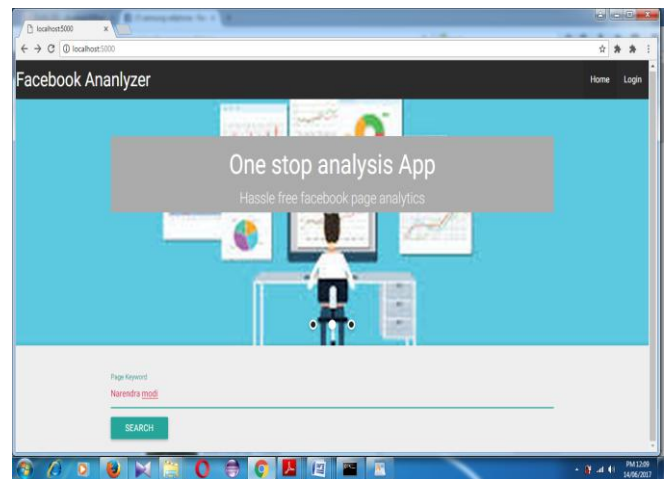 localhost:5000
localhost:5000
Facebook Ananlyzer
Home Login
One stop analysis App
Hassle free facebook page analytics
Page Keyword
Narendra modi
SEARCH
PM 12:09
14/06/2017